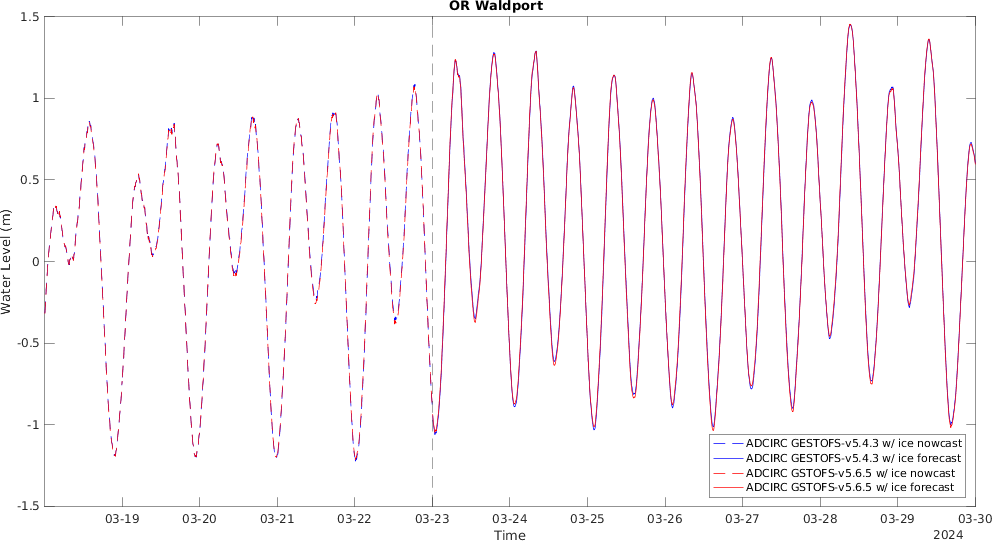 OR Waldport
1.5
1
0.5
0
-0.5
-1
-1.5
Water Level (m)
ADCIRC GESTOFS-v5.4.3 w/ ice nowcast
ADCIRC GESTOFS-v5.4.3 w/ ice forecast
ADCIRC GSTOFS-v5.6.5 w/ ice nowcast
ADCIRC GSTOFS-v5.6.5 w/ ice forecast
03-19 03-20 03-21 03-22 03-23 03-24 03-25 03-26 03-27 03-28 03-29 03-30
Time
2024